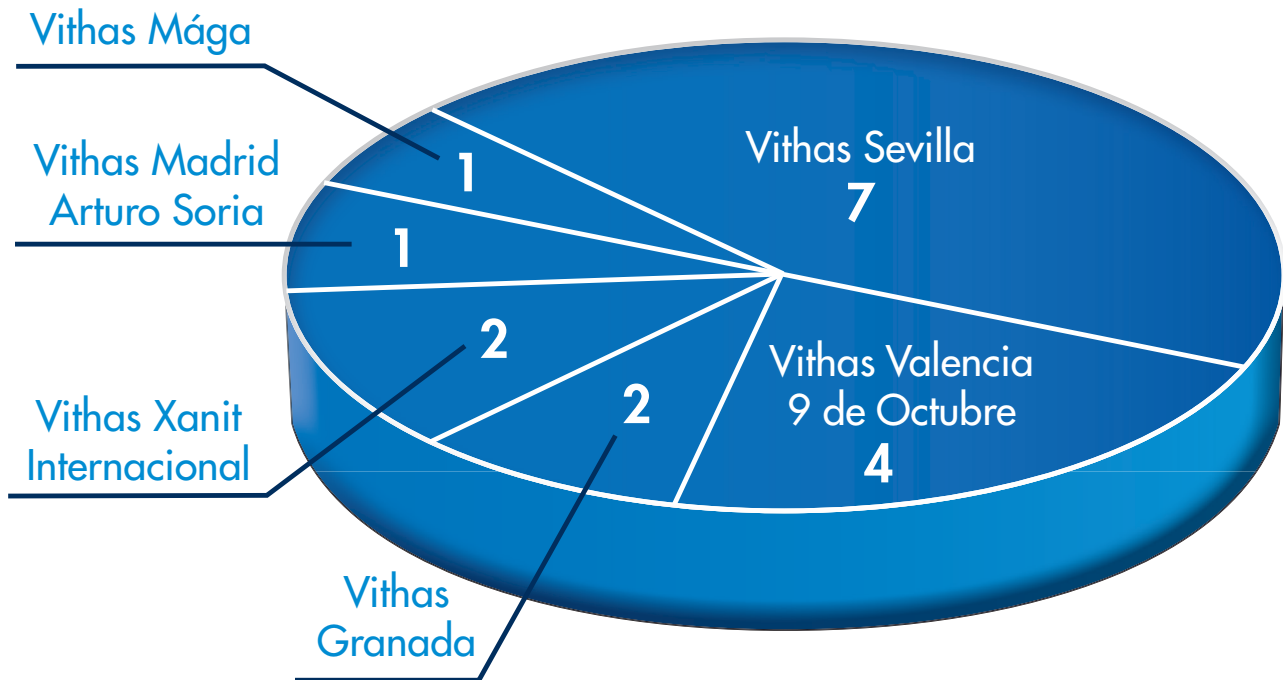 Vithas Mága
1
Vithas Madrid
Arturo Soria
1
Vithas Xanit
Internacional
2
Vithas
Granada
2
Vithas Sevilla
7
Vithas Valencia
9 de Octubre
4